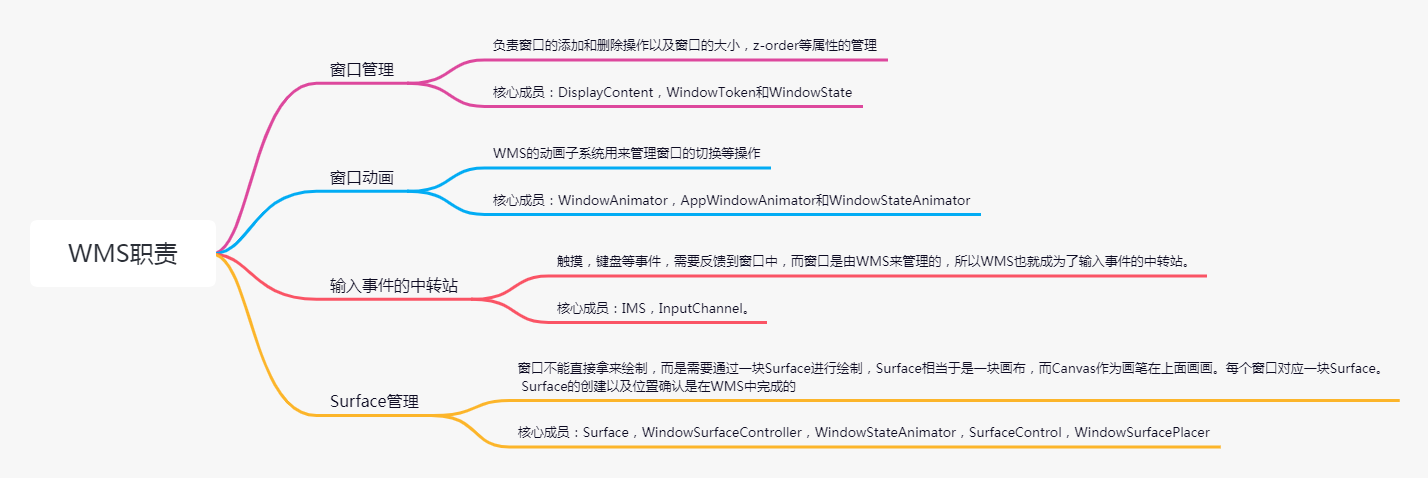 WMS职责
窗口管理
负责窗口的添加和删除操作以及窗口的大小，z-order等属性的管理
核心成员：DisplayContent，WindowToken和WindowState
窗口动画
WMS的动画子系统用来管理窗口的切换等操作
核心成员：WindowAnimator，AppWindowAnimator和WindowStateAnimator
输入事件的中转站
触摸，键盘等事件，需要反馈到窗口中，而窗口是由WMS来管理的，所以WMS也就成为了输入事件的中转站。
核心成员：IMS，InputChannel。
Surface管理
窗口不能直接拿来绘制，而是需要通过一块Surface进行绘制，Surface相当于是一块画布，而Canvas作为画笔在上面画画。每个窗口对应一块Surface。
Surface的创建以及位置确认是在WMS中完成的
核心成员：Surface，WindowSurfaceController，WindowStateAnimator，SurfaceControl，WindowSurfacePlacer